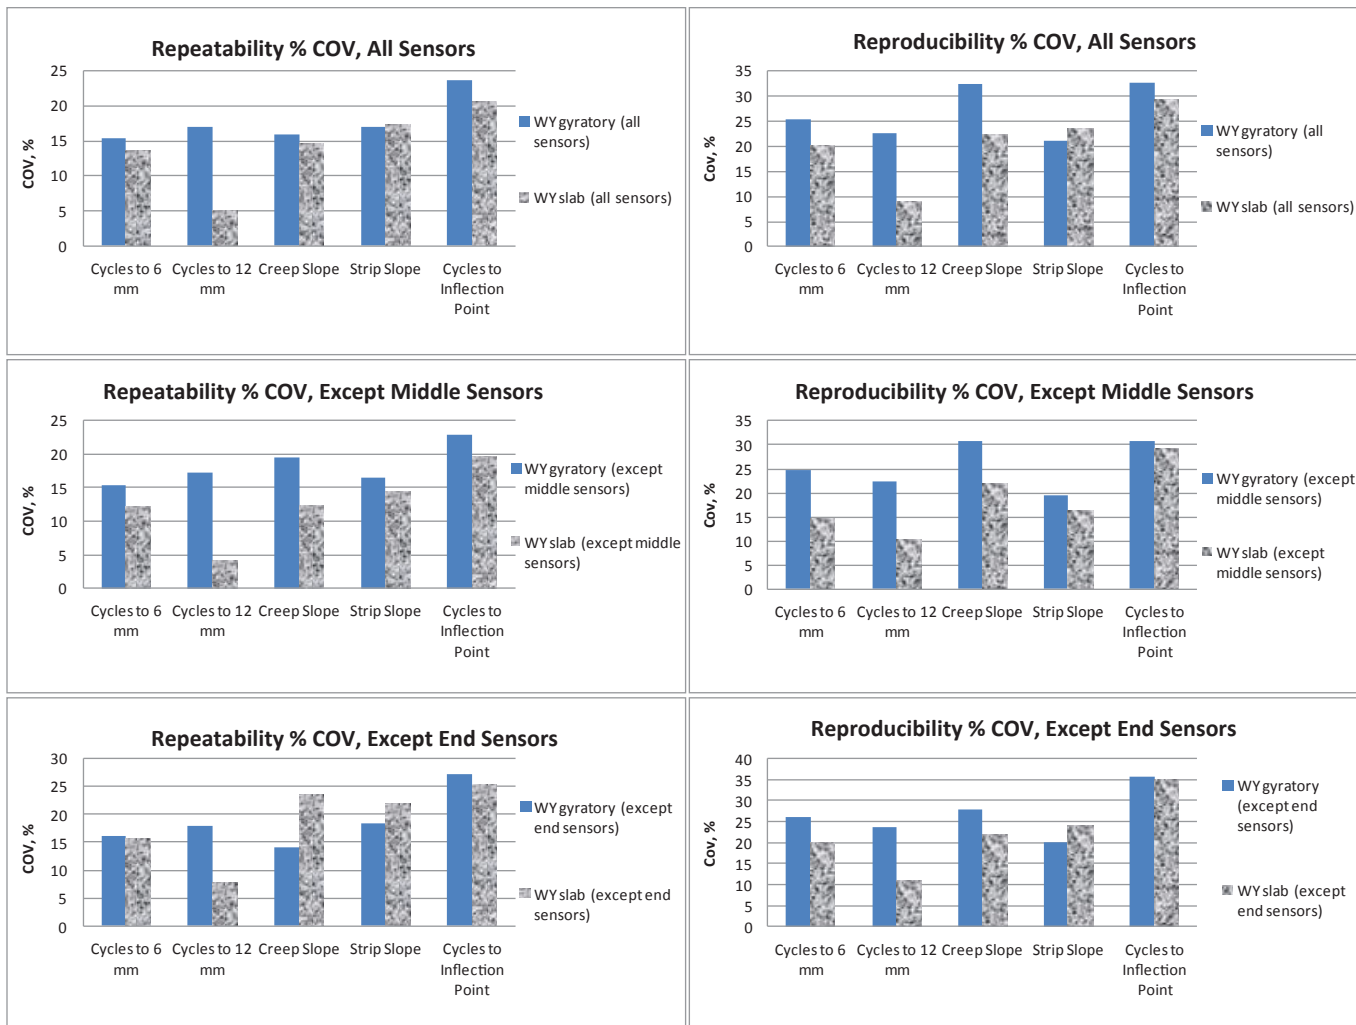 Repeatability % COV, All Sensors
25
20
15
10
5
0
COV, %
Cycles to 6
mm
Cycles to 12
mm
Creep Slope
Strip Slope
Cycles to
Inflection
Point
WY gyratory (all
sensors)
WY slab (all sensors)
Reproducibility % COV, All Sensors
35
30
25
20
15
10
5
0
Cov, %
Cycles to 6
mm
Cycles to 12
mm
Creep Slope
Strip Slope
Cycles to
Inflection
Point
WY gyratory (all
sensors)
WY slab (all sensors)
Repeatability % COV, Except Middle Sensors
25
20
15
10
5
0
COV, %
Cycles to 6
mm
Cycles to 12
mm
Creep Slope
Strip Slope
Cycles to
Inflection
Point
WY gyratory (except
middle sensors)
WY slab (except middle
sensors)
Reproducibility % COV, Except Middle Sensors
35
30
25
20
15
10
5
0
Cov, %
Cycles to 6
mm
Cycles to 12
mm
Creep Slope
Strip Slope
Cycles to
Inflection
Point
WY gyratory (except
middle sensors)
WY slab (except
middle sensors)
Repeatability % COV, Except End Sensors
30
25
20
15
10
5
0
COV, %
Cycles to 6
mm
Cycles to 12
mm
Creep Slope
Strip Slope
Cycles to
Inflection
Point
WY gyratory (except
end sensors)
WY slab (except end
sensors)
Reproducibility % COV, Except End Sensors
40
35
30
25
20
15
10
5
0
Cov, %
Cycles to 6
mm
Cycles to 12
mm
Creep Slope
Strip Slope
Cycles to
Inflection
Point
WY gyratory
(except end
sensors)
WY slab (except
end sensors)